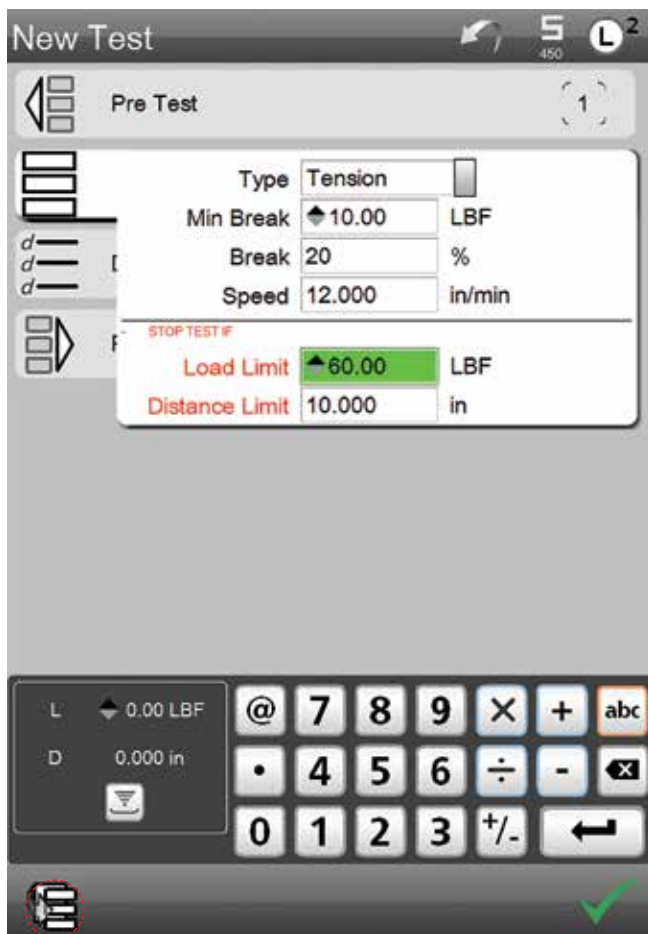 New Test
S
450
L 2
Pre Test
1
Type Tension
Min Break 10.00 LBF
d
Break 20 %
d
D
d
Speed 12.000 in/min
STOP TEST IF
Load Limit 60.00 LBF
Distance Limit 10.000 in
L 0.00 LBF
D 0.000 in
@ 7 8 9 × + abc
• 4 5 6 ÷ -
0 1 2 3 +/-